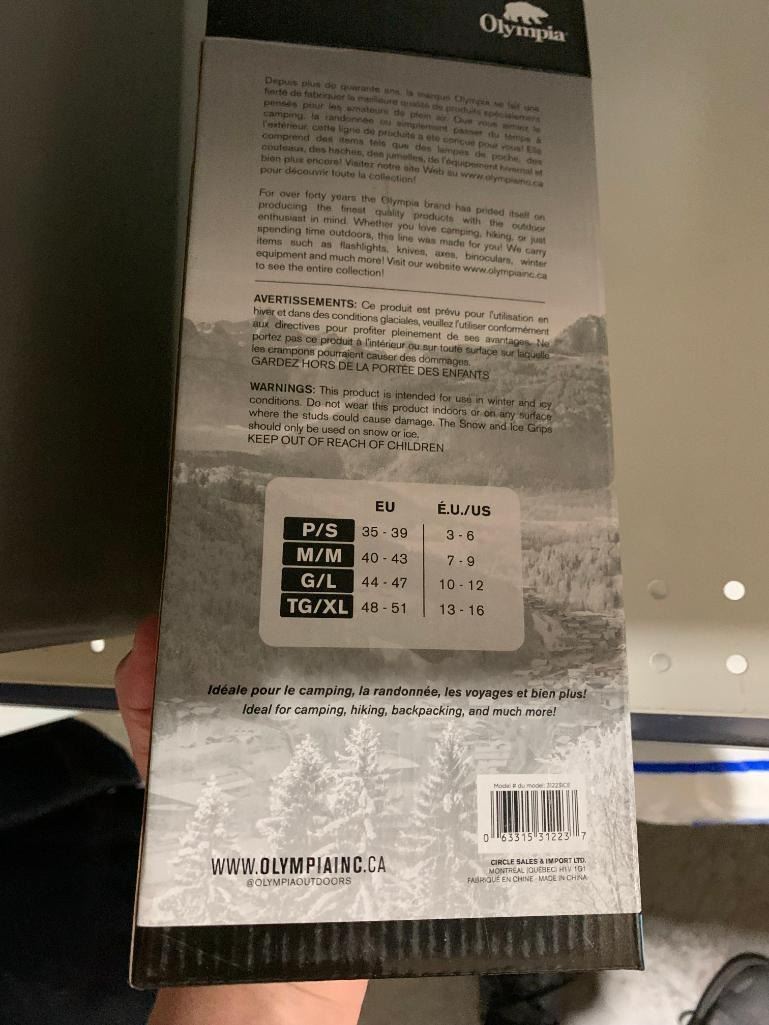 Olympia
Depuis plus de quarante ans, la marque Olympia se fait une
fierté de fabriquer la meilleure qualité de produits spécialement
pensés pour les amateurs de plein air. Que vous aimiez le
camping, la randonnée ou simplement passer du temps à
l'extérieur, cette ligne de produits a été conçue pour vous! Elle
comprend des items tels que des lampes de poche, des
couteaux, des haches, des jumelles, de l'équipement hivernal et
bien plus encore! Visitez notre site Web au www.olympiainc.ca
pour découvrir toute la collection!
For over forty years the Olympia brand has prided itself on
producing the finest quality products with the outdoor
enthusiast in mind. Whether you love camping, hiking, or just
spending time outdoors, this line was made for you! We carry
items such as flashlights, knives, axes, binoculars, winter
equipment and much more! Visit our website www.olympiainc.ca
to see the entire collection!
AVERTISSEMENTS: Ce produit est prévu pour l'utilisation en
hiver et dans des conditions glaciales, veuillez l'utiliser conformément
aux directives pour profiter pleinement de ses avantages. Ne
portez pas ce produit à l'intérieur ou sur toute surface sur laquelle
les crampons pourraient causer des dommages.
GARDEZ HORS DE LA PORTÉE DES ENFANTS
WARNINGS: This product is intended for use in winter and icy
conditions. Do not wear this product indoors or on any surface
where the studs could cause damage. The Snow and Ice Grips
should only be used on snow or ice.
KEEP OUT OF REACH OF CHILDREN
EU É.U./US
P/S 35 - 39 3 - 6
M/M 40 - 43 7 - 9
G/L 44 - 47 10 - 12
TG/XL 48 - 51 13 - 16
Idéale pour le camping, la randonnée, les voyages et bien plus!
Ideal for camping, hiking, backpacking, and much more!
Model # du model: 31223ICE
0 63315 31223 7
WWW.OLYMPIAINC.CA
@OLYMPIAOUTDOORS
CIRCLE SALES & IMPORT LTD.
MONTRÉAL (QUÉBEC) H1V 1G1
FABRIQUÉ EN CHINE - MADE IN CHINA